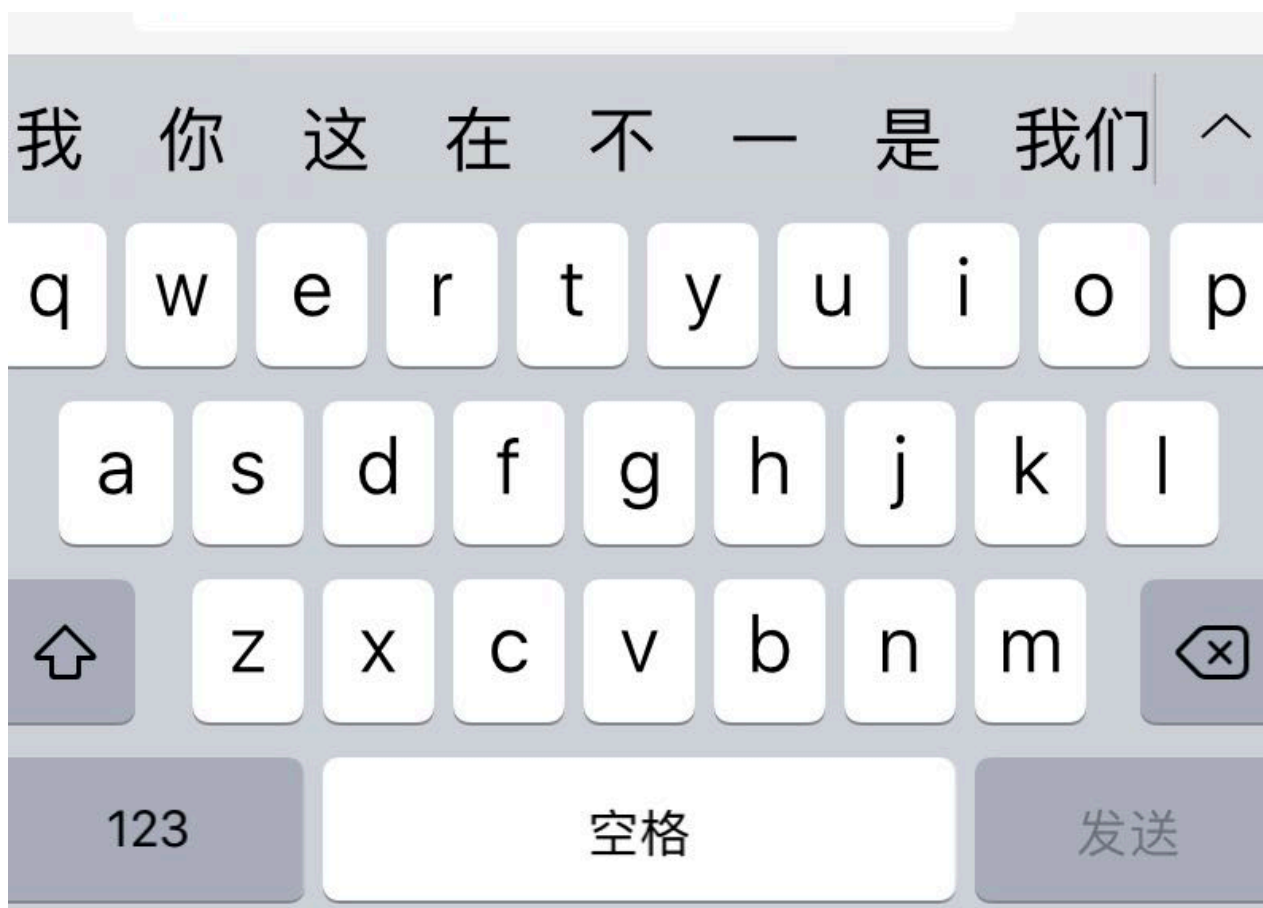 我 你 这 在 不 一 是 我们
q w e r t y u i o p
a s d f g h j k l
z x c v b n m
123 空格 发送